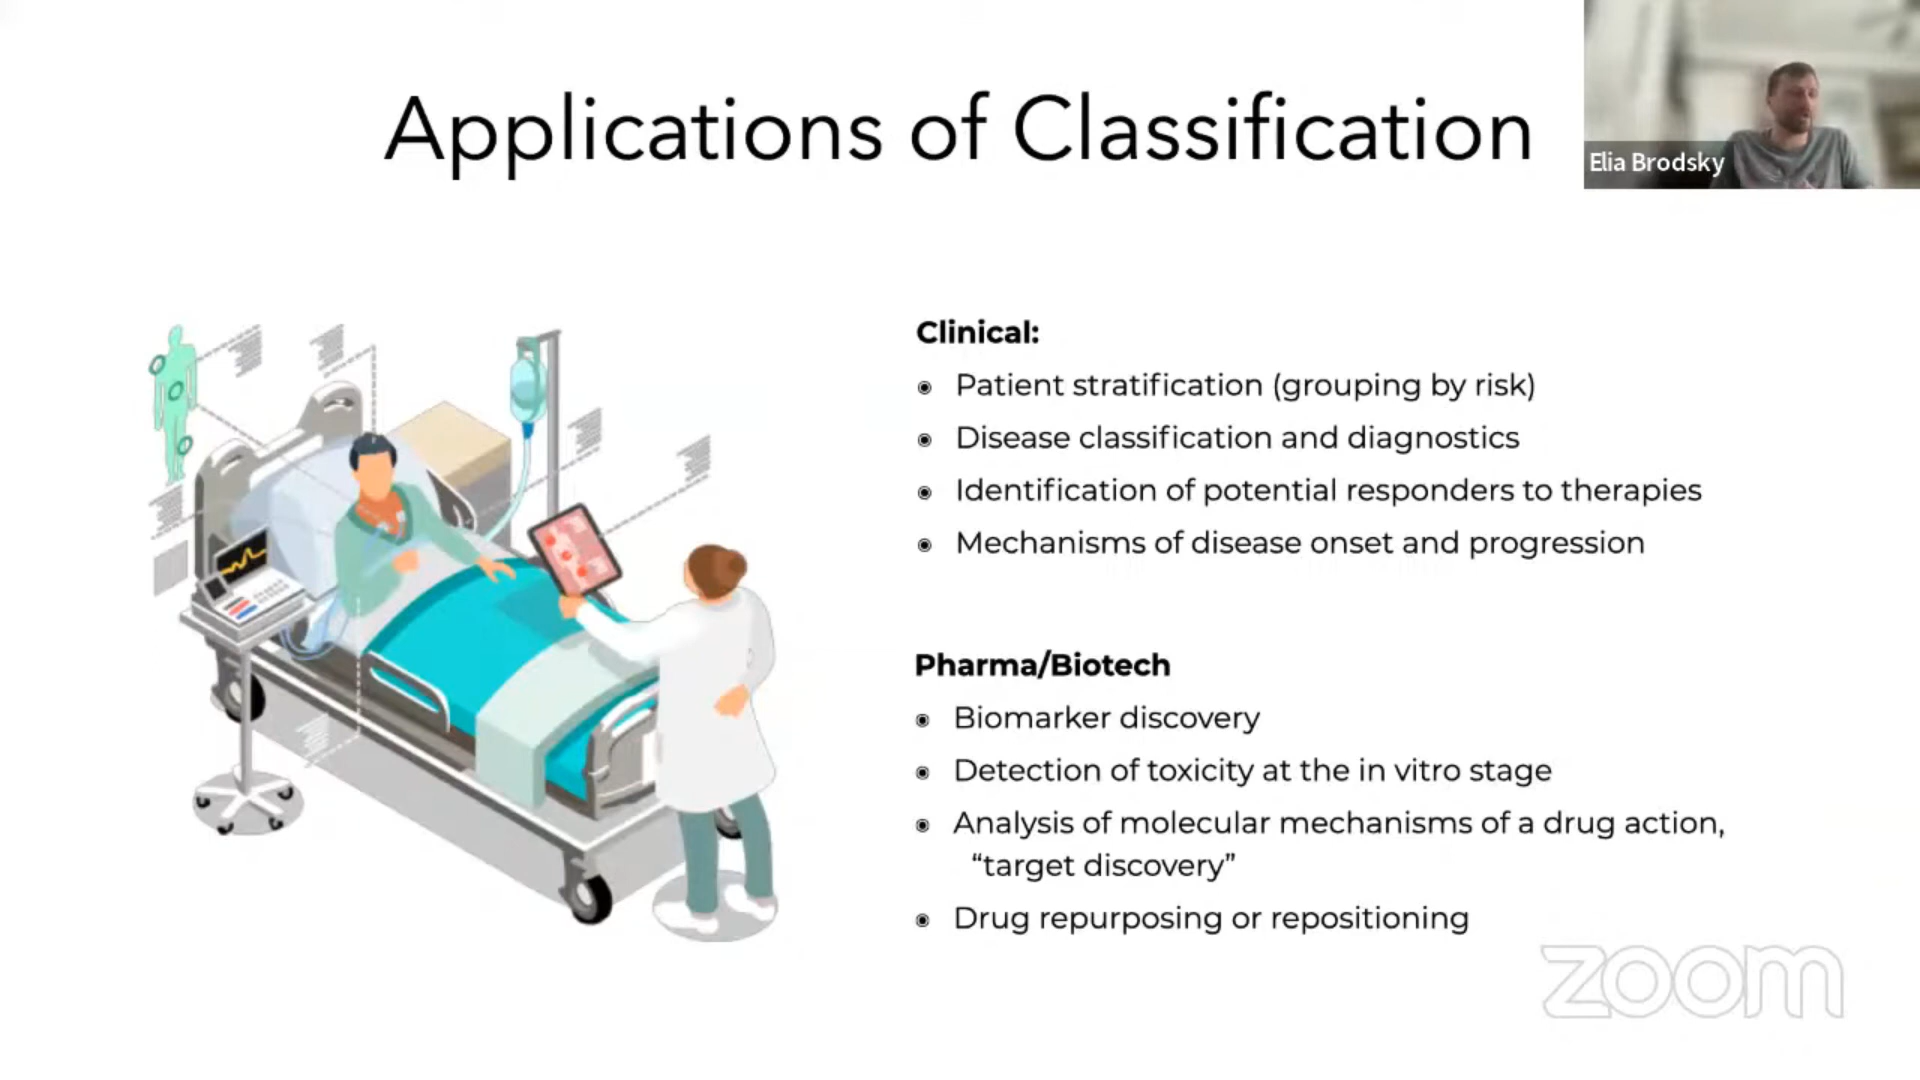 Applications of Classification
Elia Brodsky
Clinical:
Patient stratification (grouping by risk)
Disease classification and diagnostics
Identification of potential responders to therapies
Mechanisms of disease onset and progression
Pharma/Biotech
Biomarker discovery
Detection of toxicity at the in vitro stage
Analysis of molecular mechanisms of a drug action,
“target discovery”
Drug repurposing or repositioning
zoom